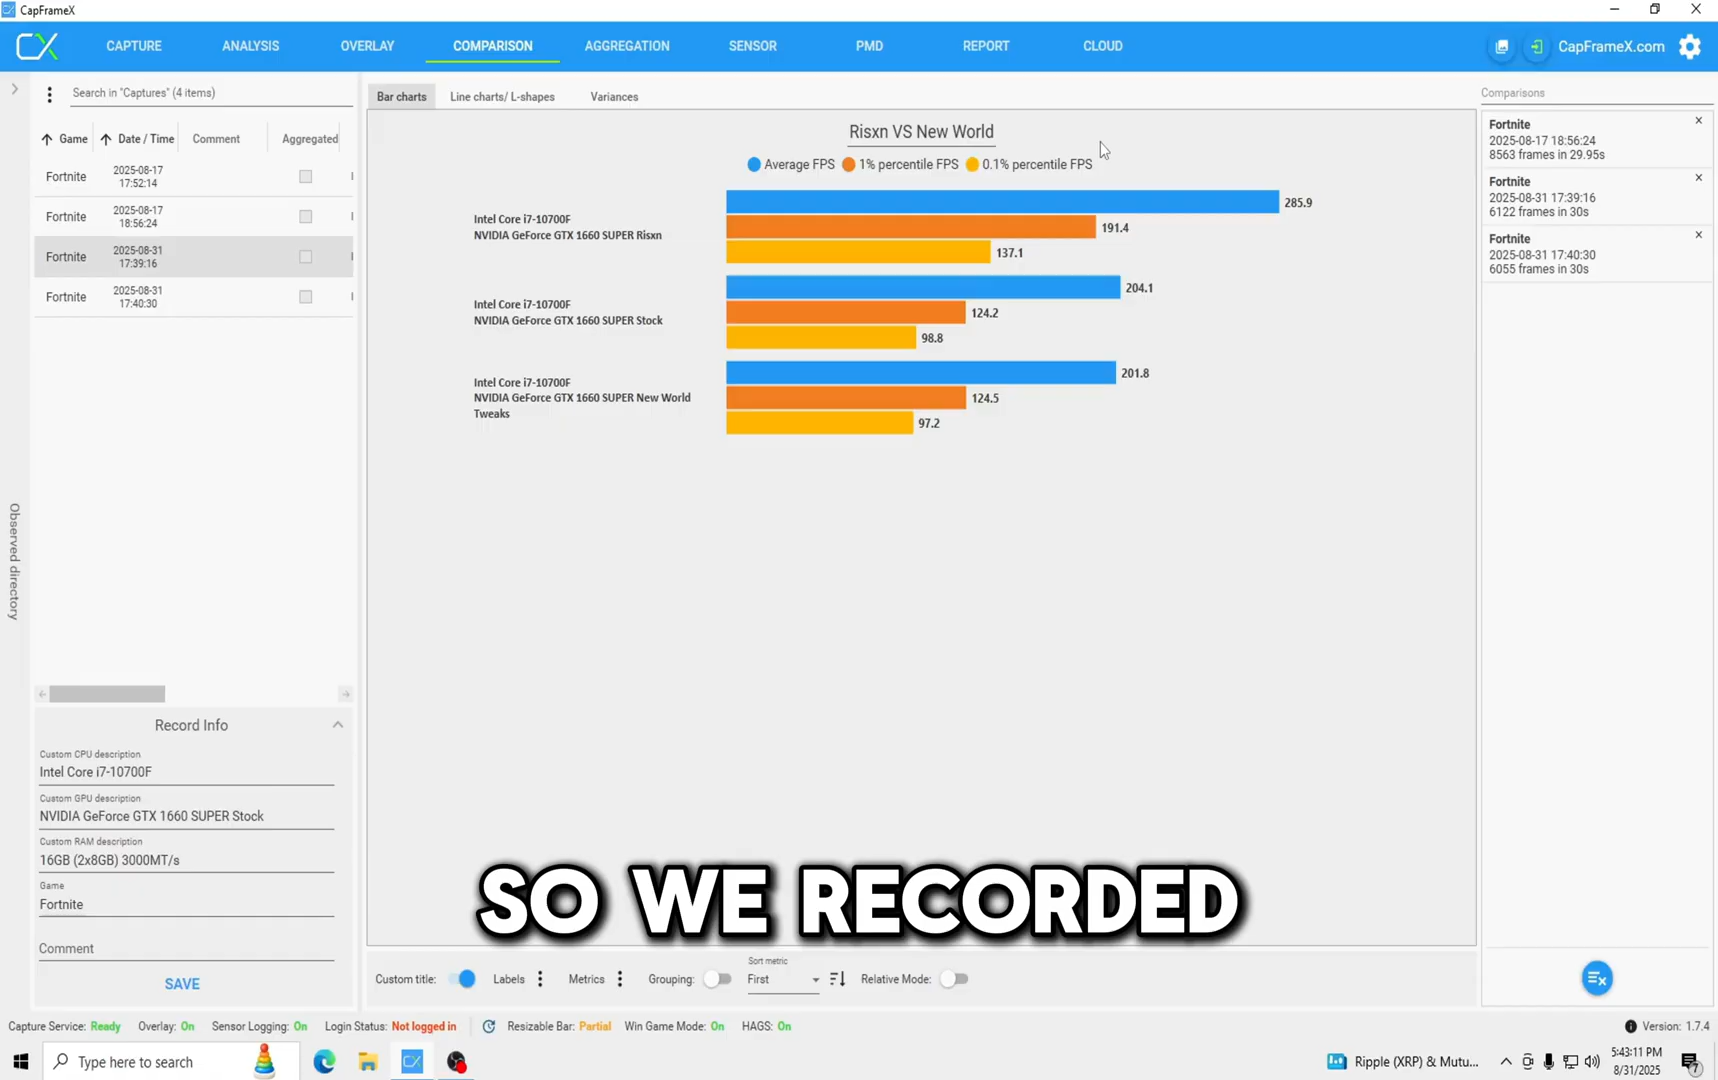 CapFrameX
CAPTURE
ANALYSIS
OVERLAY
COMPARISON
AGGREGATION
SENSOR
PMD
REPORT
CLOUD
CapFrameX.com
Search in "Captures" (4 items)
Game
Date / Time
Comment
Aggregated
Fortnite
2025-08-17
17:52:14
Fortnite
2025-08-17
18:56:24
Fortnite
2025-08-31
17:39:16
Fortnite
2025-08-31
17:40:30
Observed directory
Record Info
Custom CPU description
Intel Core i7-10700F
Custom GPU description
NVIDIA GeForce GTX 1660 SUPER Stock
Custom RAM description
16GB (2x8GB) 3000MT/s
Game
Fortnite
Comment
SAVE
Bar charts
Line charts/ L-shapes
Variances
Risxn VS New World
Average FPS
1% percentile FPS
0.1% percentile FPS
Intel Core i7-10700F
NVIDIA GeForce GTX 1660 SUPER Risxn
285.9
191.4
137.1
Intel Core i7-10700F
NVIDIA GeForce GTX 1660 SUPER Stock
204.1
124.2
98.8
Intel Core i7-10700F
NVIDIA GeForce GTX 1660 SUPER New World
Tweaks
201.8
124.5
97.2
SO WE RECORDED
Custom title:
Labels
Metrics
Grouping:
Sort metric
First
Relative Mode:
Comparisons
Fortnite
2025-08-17 18:56:24
8563 frames in 29.95s
Fortnite
2025-08-31 17:39:16
6122 frames in 30s
Fortnite
2025-08-31 17:40:30
6055 frames in 30s
Capture Service: Ready
Overlay: On
Sensor Logging: On
Login Status: Not logged in
Resizable Bar: Partial
Win Game Mode: On
HAGS: On
Version: 1.7.4
Type here to search
Ripple (XRP) & Mutu...
5:43:11 PM
8/31/2025
7